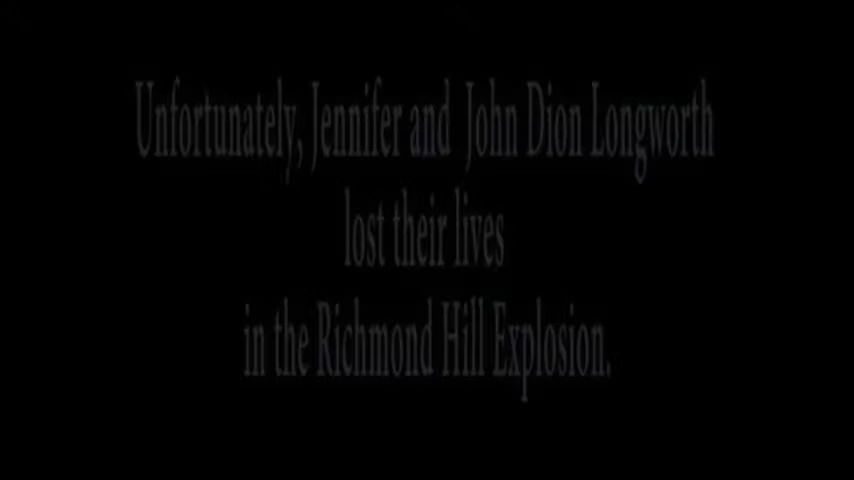 Unfortunately, Jennifer and John Dion Longworth
lost their lives
in the Richmond Hill Explosion.